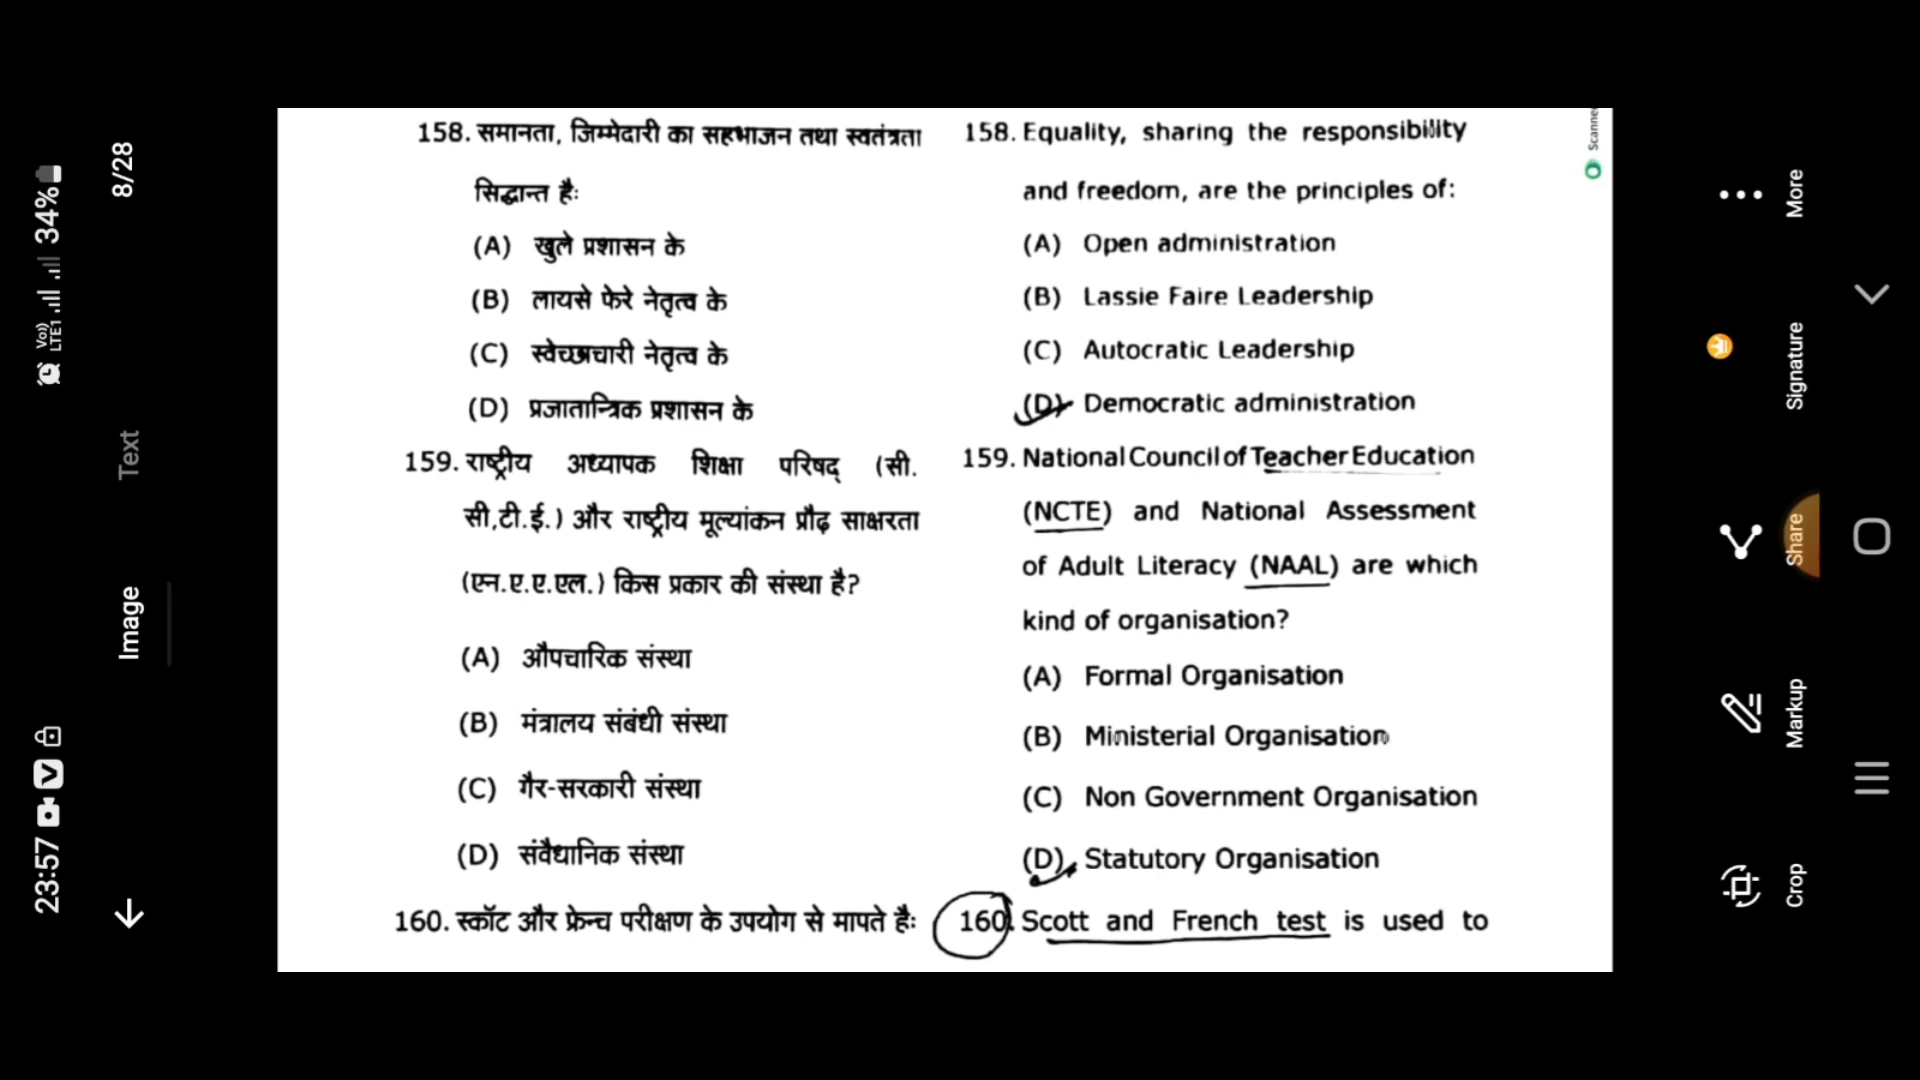 158. समानता, जिम्मेदारी का सहभाजन तथा स्वतंत्रता
सिद्धान्त है:
(A) खुले प्रशासन के
(B) लायसे फेरे नेतृत्व के
(C) स्वेच्छाचारी नेतृत्व के
(D) प्रजातान्त्रिक प्रशासन के
159. राष्ट्रीय अध्यापक शिक्षा परिषद् (सी.
सी,टी.ई.) और राष्ट्रीय मूल्यांकन प्रौढ़ साक्षरता
(एन.ए.ए.एल.) किस प्रकार की संस्था है?
(A) औपचारिक संस्था
(B) मंत्रालय संबंधी संस्था
(C) गैर-सरकारी संस्था
(D) संवैधानिक संस्था
160. स्कॉट और फ्रेन्च परीक्षण के उपयोग से मापते है:
158. Equality, sharing the responsibility
and freedom, are the principles of:
(A) Open administration
(B) Lassie Faire Leadership
(C) Autocratic Leadership
(D) Democratic administration
159. National Council of Teacher Education
(NCTE) and National Assessment
of Adult Literacy (NAAL) are which
kind of organisation?
(A) Formal Organisation
(B) Ministerial Organisation
(C) Non Government Organisation
(D) Statutory Organisation
160. Scott and French test is used to
23:57
Vo)) LTE1
34%
8/28
Text
Image
More
Signature
Share
Markup
Crop